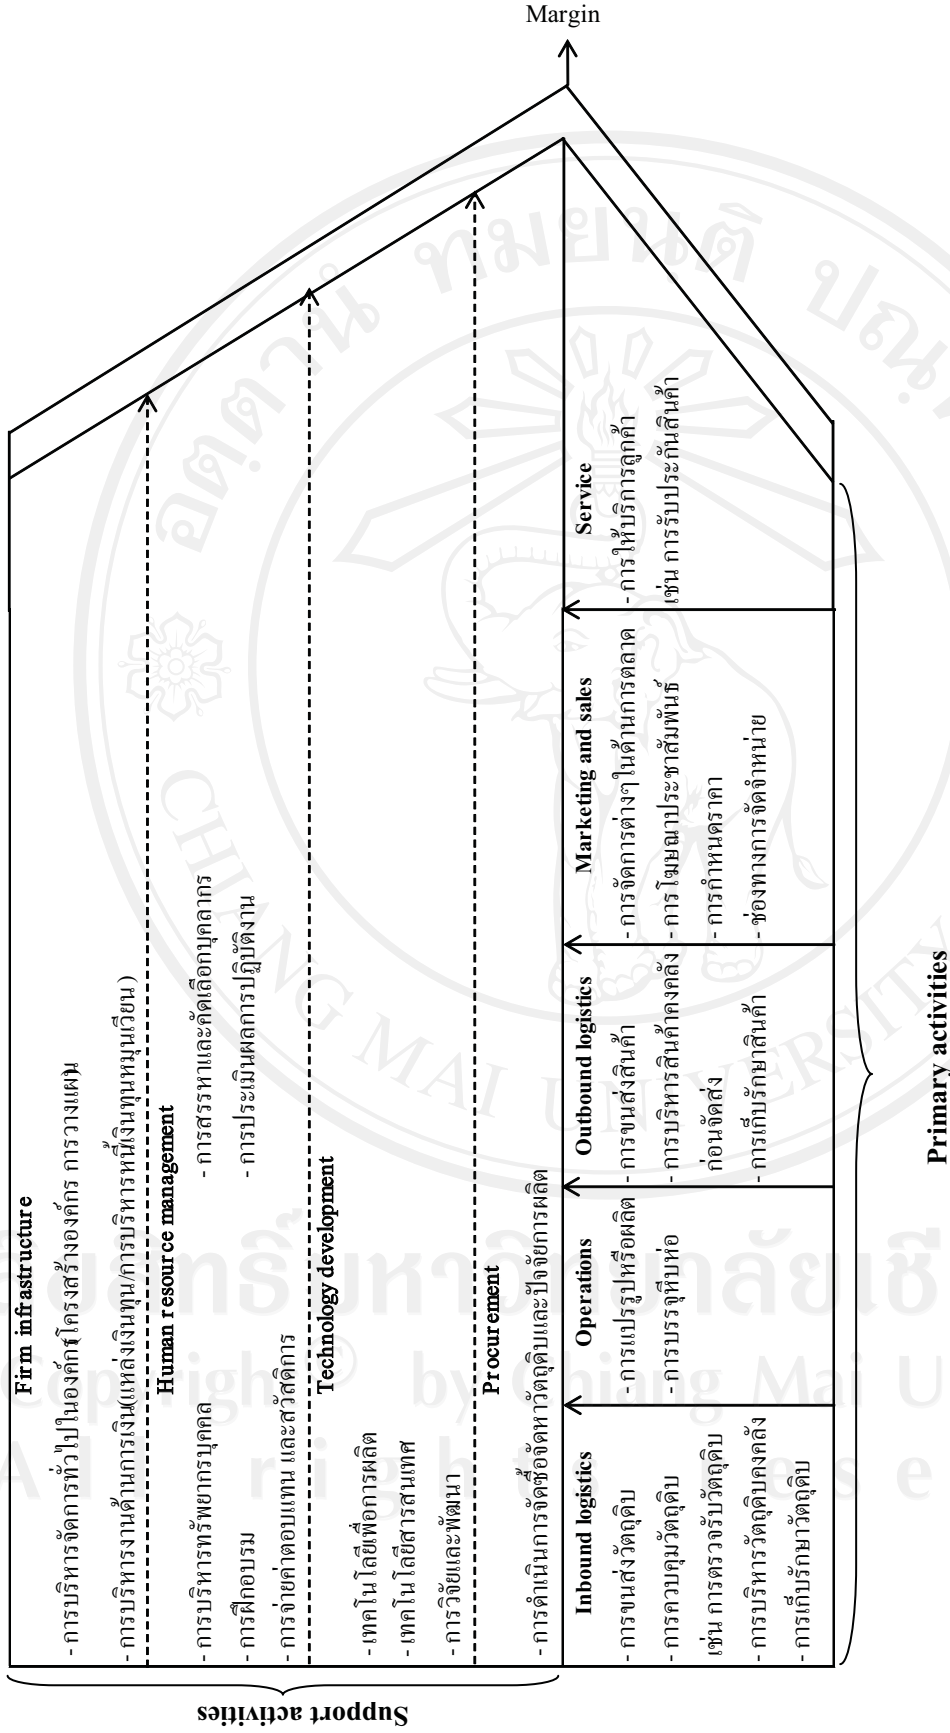 Margin
Support activities
Firm infrastructure
- การบริหารจัดการทั่วไปในองค์กร(โครงสร้างองค์กร การวางแผน)
- การบริหารงานด้านการเงิน(แหล่งเงินทุน/การบริหารหนี้เงินทุนหมุนเวียน)
Human resource management
- การบริหารทรัพยากรบุคคล
- การสรรหาและคัดเลือกบุคลากร
- การฝึกอบรม
- การประเมินผลการปฏิบัติงาน
- การจ่ายค่าตอบแทน และสวัสดิการ
Technology development
- เทคโนโลยีเพื่อการผลิต
- เทคโนโลยีสารสนเทศ
- การวิจัยและพัฒนา
Procurement
- การดำเนินการจัดซื้อจัดหาวัตถุดิบและปัจจัยการผลิต
Inbound logistics
- การขนส่งวัตถุดิบ
- การควบคุมวัตถุดิบ
เช่น การตรวจรับวัตถุดิบ
- การบริหารวัตถุดิบคงคลัง
- การเก็บรักษาวัตถุดิบ
Operations
- การแปรรูปหรือผลิต
- การบรรจุหีบห่อ
Outbound logistics
- การขนส่งสินค้า
- การบริหารสินค้าคงคลัง
ก่อนจัดส่ง
- การเก็บรักษาสินค้า
Marketing and sales
- การจัดการต่างๆในด้านการตลาด
- การโฆษณาประชาสัมพันธ์
- การกำหนดราคา
- ช่องทางการจัดจำหน่าย
Service
- การให้บริการลูกค้า
เช่น การรับประกันสินค้า
Primary activities
CHIANG MAI UNIVERSITY
Copyright © by Chiang Mai U
All right